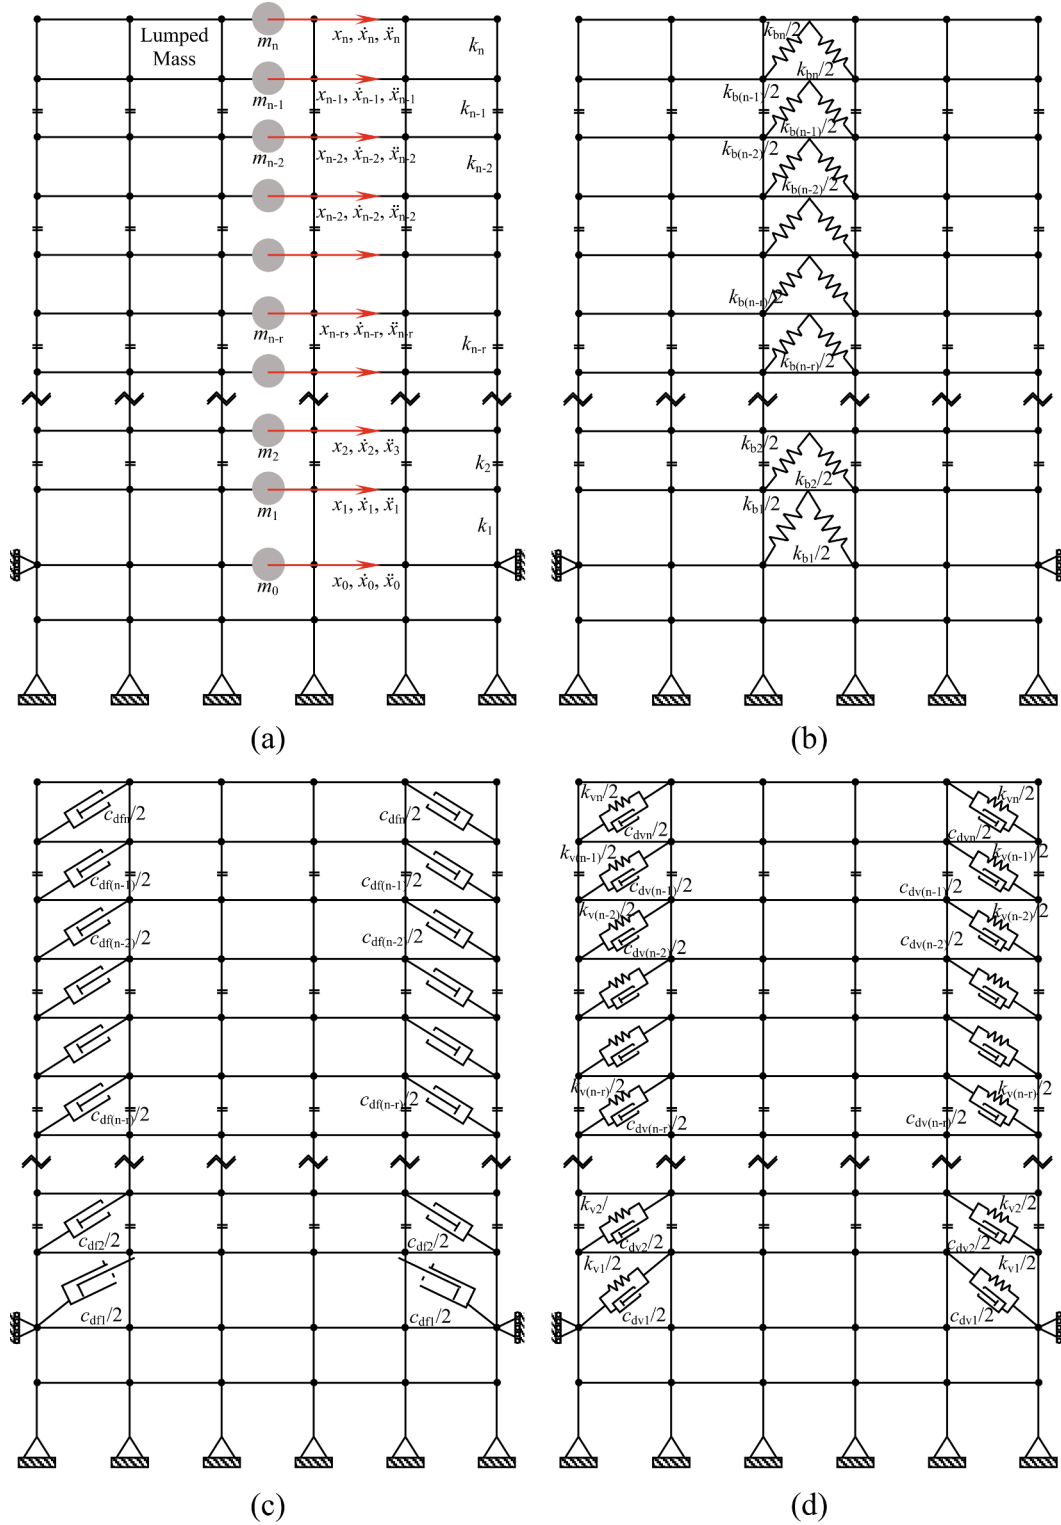 Lumped
Mass
mn
xn, ẋn, ẍn
kn
mn-1
xn-1, ẋn-1, ẍn-1
kn-1
mn-2
xn-2, ẋn-2, ẍn-2
kn-2
xn-2, ẋn-2, ẍn-2
mn-r
xn-r, ẋn-r, ẍn-r
kn-r
m2
x2, ẋ2, ẍ3
k2
m1
x1, ẋ1, ẍ1
k1
m0
x0, ẋ0, ẍ0
(a)
kbn/2
kbn/2
kb(n-1)/2
kb(n-1)/2
kb(n-2)/2
kb(n-2)/2
kb(n-r)/2
kb(n-r)/2
kb2/2
kb2/2
kb1/2
kb1/2
(b)
cdfn/2 cdfn/2
cdf(n-1)/2 cdf(n-1)/2
cdf(n-2)/2 cdf(n-2)/2
cdf(n-r)/2 cdf(n-r)/2
cdf2/2 cdf2/2
cdf1/2 cdf1/2
(c)
kvn/2 kvn/2
cdvn/2 cdvn/2
kv(n-1)/2 kv(n-1)/2
cdv(n-1)/2 cdv(n-1)/2
kv(n-2)/2 kv(n-2)/2
cdv(n-2)/2 cdv(n-2)/2
kv(n-r)/2 kv(n-r)/2
cdv(n-r)/2 cdv(n-r)/2
kv2/ kv2/2
cdv2/2 cdv2/2
kv1/2 kv1/2
cdv1/2 cdv1/2
(d)